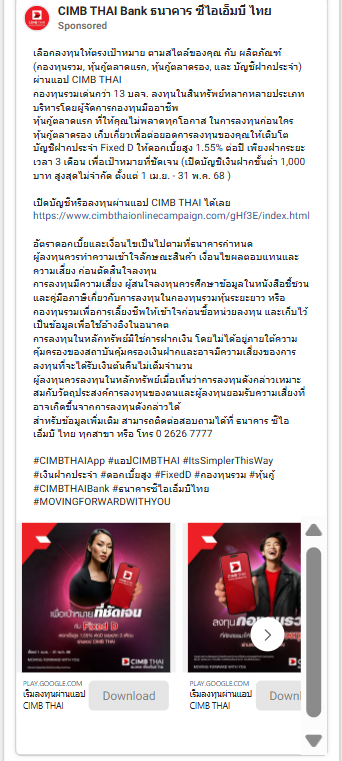 CIMB THAI Bank ธนาคาร ซีไอเอ็มบี ไทย
Sponsored
เลือกลงทุนให้ตรงเป้าหมาย ตามสไตล์ของคุณ กับ ผลิตภัณฑ์
(กองทุนรวม, หุ้นกู้ตลาดแรก, หุ้นกู้ตลาดรอง, และ บัญชีฝากประจำ)
ผ่านแอป CIMB THAI
กองทุนรวมเด่นกว่า 13 บลจ. ลงทุนในสินทรัพย์หลากหลายประเภท
บริหารโดยผู้จัดการกองทุนมืออาชีพ
หุ้นกู้ตลาดแรก ที่ให้คุณไม่พลาดทุกโอกาส ในการลงทุนก่อนใคร
หุ้นกู้ตลาดรอง เก็บเกี่ยวเพื่อต่อยอดการลงทุนของคุณให้เติบโต
บัญชีฝากประจำ Fixed D ให้ดอกเบี้ยสูง 1.55% ต่อปี เพียงฝากระยะ
เวลา 3 เดือน เพื่อเป้าหมายที่ชัดเจน (เปิดบัญชีเงินฝากขั้นต่ำ 1,000
บาท สูงสุดไม่จำกัด ตั้งแต่ 1 เม.ย. - 31 พ.ค. 68 )
เปิดบัญชีหรือลงทุนผ่านแอป CIMB THAI ได้เลย
https://www.cimbthaionlinecampaign.com/gHf3E/index.html
อัตราดอกเบี้ยและเงื่อนไขเป็นไปตามที่ธนาคารกำหนด
ผู้ลงทุนควรทำความเข้าใจลักษณะสินค้า เงื่อนไขผลตอบแทนและ
ความเสี่ยง ก่อนตัดสินใจลงทุน
การลงทุนมีความเสี่ยง ผู้สนใจลงทุนควรศึกษาข้อมูลในหนังสือชี้ชวน
และคู่มือภาษีเกี่ยวกับการลงทุนในกองทุนรวมหุ้นระยะยาว หรือ
กองทุนรวมเพื่อการเลี้ยงชีพให้เข้าใจก่อนซื้อหน่วยลงทุน และเก็บไว้
เป็นข้อมูลเพื่อใช้อ้างอิงในอนาคต
การลงทุนในหลักทรัพย์มิใช่การฝากเงิน โดยไม่ได้อยู่ภายใต้ความ
คุ้มครองของสถาบันคุ้มครองเงินฝากและอาจมีความเสี่ยงของการ
ลงทุนที่จะได้รับเงินต้นคืนไม่เต็มจำนวน
ผู้ลงทุนควรลงทุนในหลักทรัพย์เมื่อเห็นว่าการลงทุนดังกล่าวเหมาะ
สมกับวัตถุประสงค์การลงทุนของตนและผู้ลงทุนยอมรับความเสี่ยงที่
อาจเกิดขึ้นจากการลงทุนดังกล่าวได้
สำหรับข้อมูลเพิ่มเติม สามารถติดต่อสอบถามได้ที่ ธนาคาร ซีไอ
เอ็มบี ไทย ทุกสาขา หรือ โทร 0 2626 7777
#CIMBTHAIApp #แอปCIMBTHAI #ItsSimplerThisWay
#เงินฝากประจำ #ดอกเบี้ยสูง #FixedD #กองทุนรวม #หุ้นกู้
#CIMBTHAIBank #ธนาคารซีไอเอ็มบีไทย
#MOVINGFORWARDWITHYOU
CIMB THAI
เพื่อเป้าหมายที่ชัดเจน
กับ Fixed D
CIMB THAI
CIMB THAI
ลงทุนกองทุนรวม
CIMB THAI
PLAY.GOOGLE.COM
เริ่มลงทุนผ่านแอป
CIMB THAI
Download
PLAY.GOOGLE.COM
เริ่มลงทุนผ่านแอป
CIMB THAI
Downl